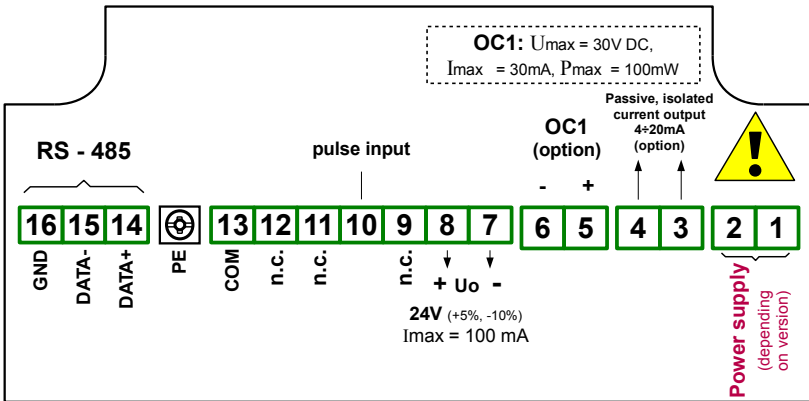 OC1: Umax = 30V DC,
Imax = 30mA, Pmax = 100mW
Passive, isolated
current output
4÷20mA
(option)
OC1
(option)
- +
RS - 485
pulse input
16 15 14 13 12 11 10 9 8 7 6 5 4 3 2 1
GND
DATA-
DATA+
PE
COM
n.c.
n.c.
n.c.
+ Uo -
24V (+5%, -10%)
Imax = 100 mA
Power supply
(depending
on version)